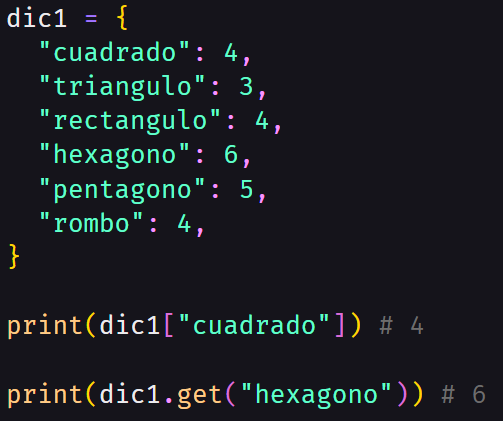 dic1 = {
  "cuadrado": 4,
  "triangulo": 3,
  "rectangulo": 4,
  "hexagono": 6,
  "pentagono": 5,
  "rombo": 4,
}
print(dic1["cuadrado"]) # 4
print(dic1.get("hexagono")) # 6